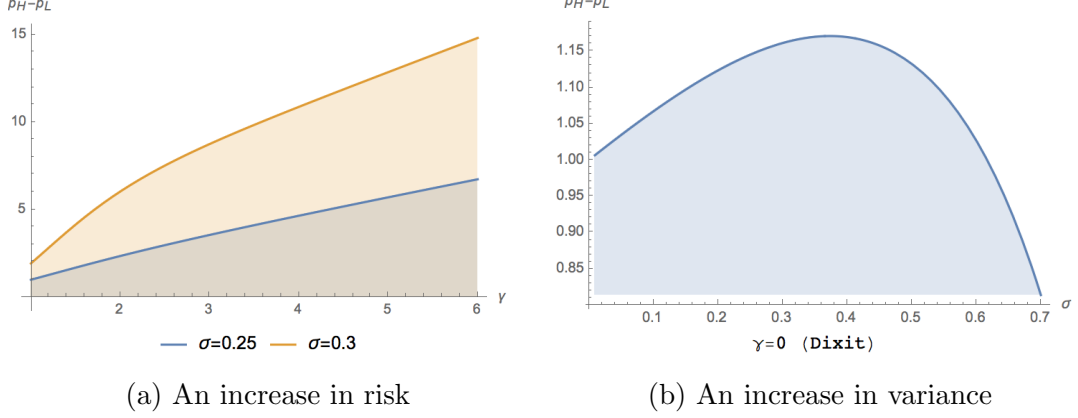 pH-pL
15
10
5
2
3
4
5
6
γ
σ=0.25
σ=0.3
(a) An increase in risk
pH-pL
1.15
1.10
1.05
1.00
0.95
0.90
0.85
0.1
0.2
0.3
0.4
0.5
0.6
0.7
σ
γ=0 (Dixit)
(b) An increase in variance